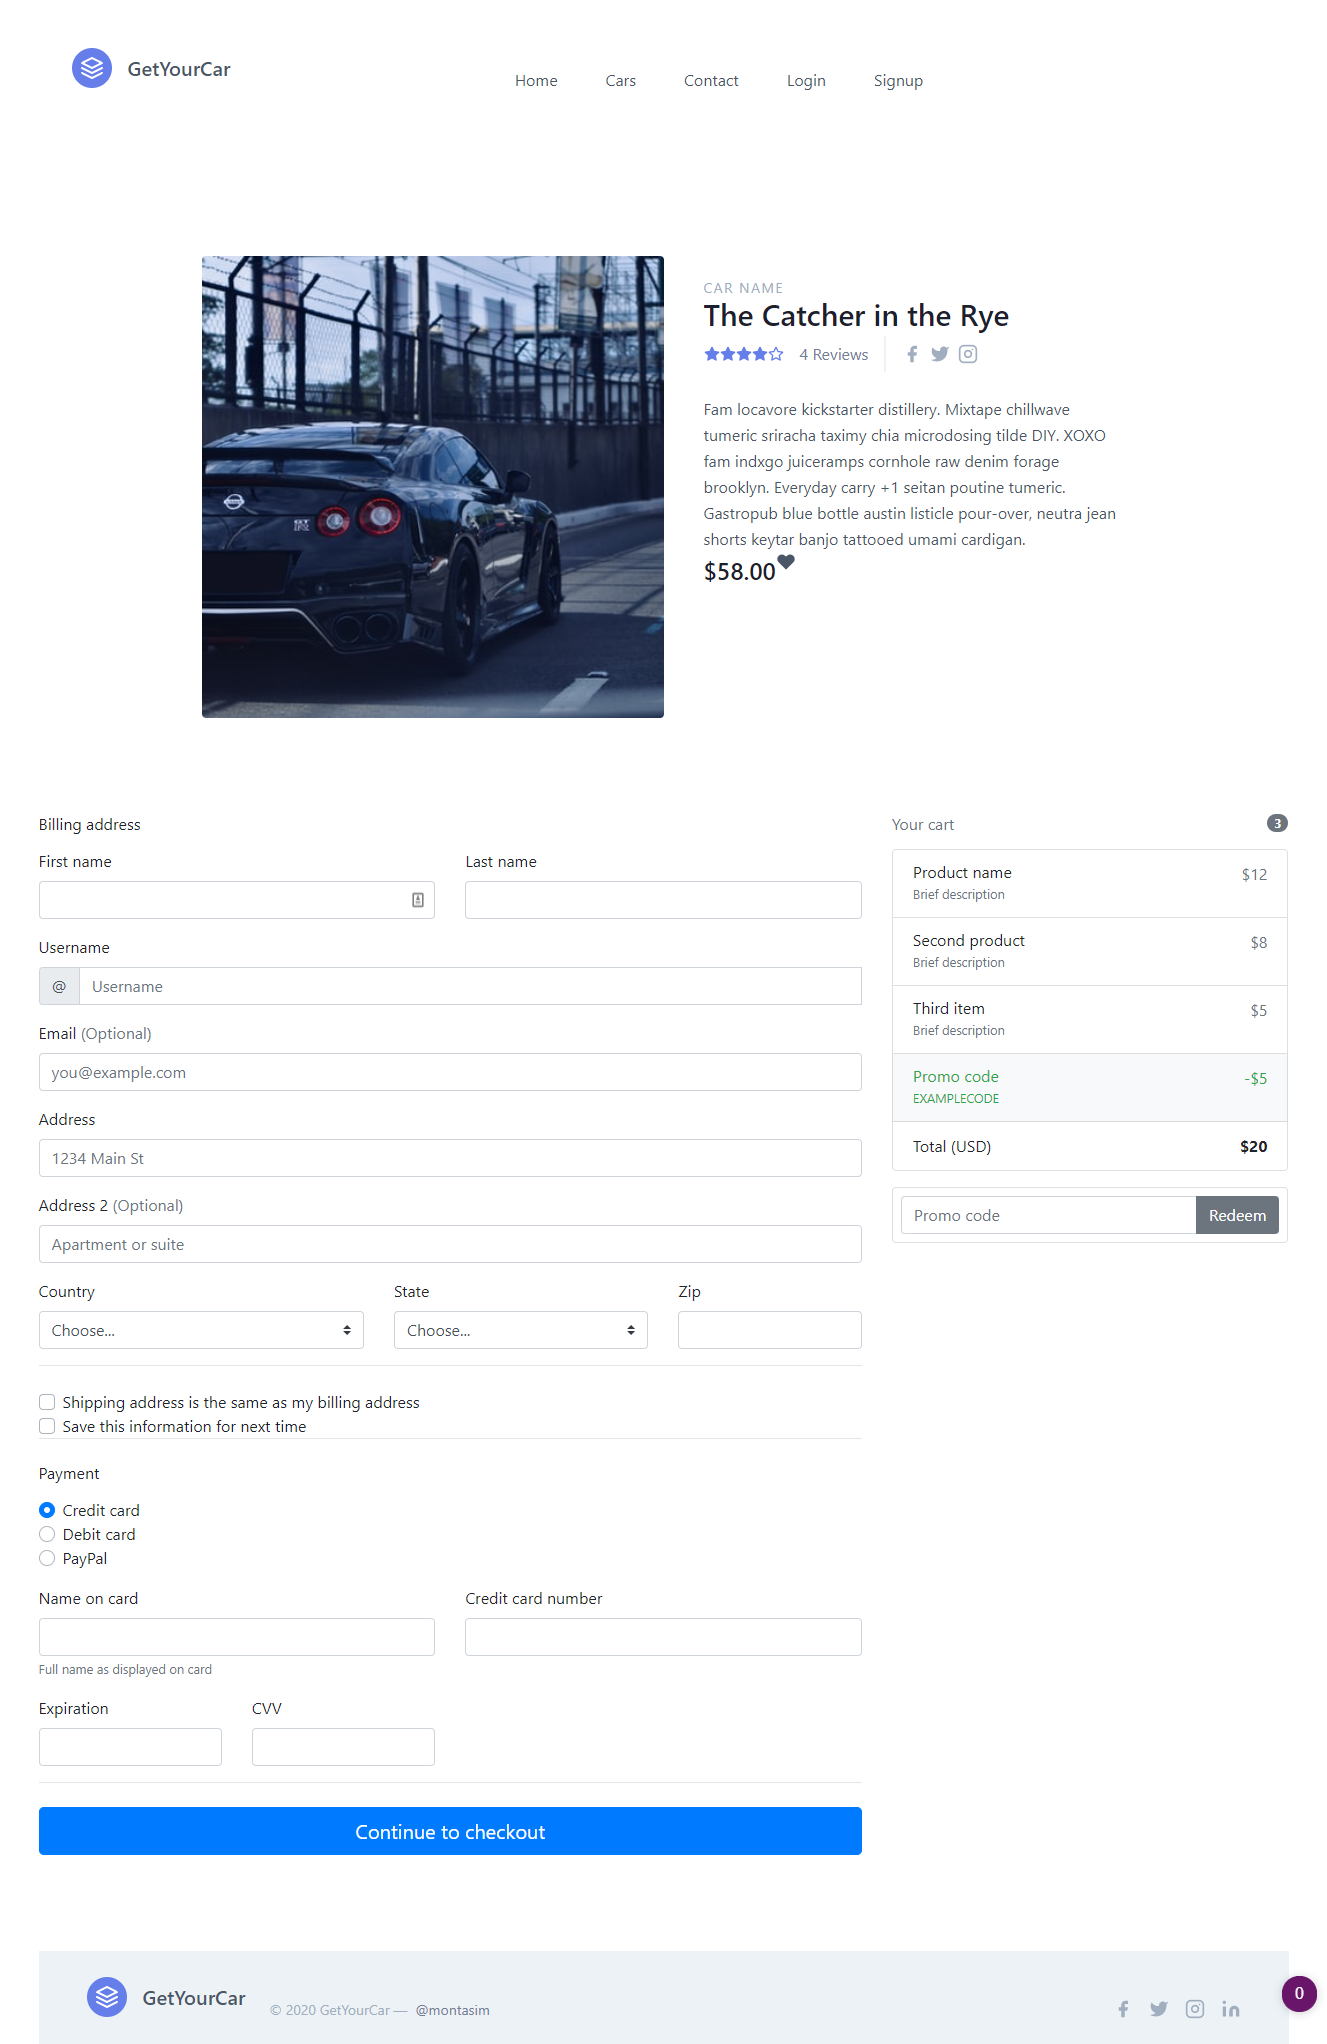 GetYourCar
Home Cars Contact Login Signup
CAR NAME
The Catcher in the Rye
4 Reviews
Fam locavore kickstarter distillery. Mixtape chillwave
tumeric sriracha taximy chia microdosing tilde DIY. XOXO
fam indxgo juiceramps cornhole raw denim forage
brooklyn. Everyday carry +1 seitan poutine tumeric.
Gastropub blue bottle austin listicle pour-over, neutra jean
shorts keytar banjo tattooed umami cardigan.
$58.00
GT
Billing address
First name Last name
Username
@ Username
Email (Optional)
you@example.com
Address
1234 Main St
Address 2 (Optional)
Apartment or suite
Country State Zip
Choose... Choose...
Shipping address is the same as my billing address
Save this information for next time
Payment
Credit card
Debit card
PayPal
Name on card Credit card number
Full name as displayed on card
Expiration CVV
Continue to checkout
Your cart 3
Product name $12
Brief description
Second product $8
Brief description
Third item $5
Brief description
Promo code -$5
EXAMPLECODE
Total (USD) $20
Promo code Redeem
GetYourCar © 2020 GetYourCar — @montasim
0